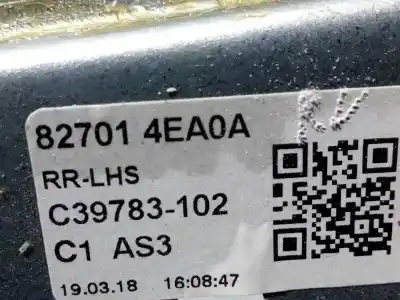 82701 4EA0A
RR-LHS
C39783-102
C1 AS3
19.03.18 16:08:47